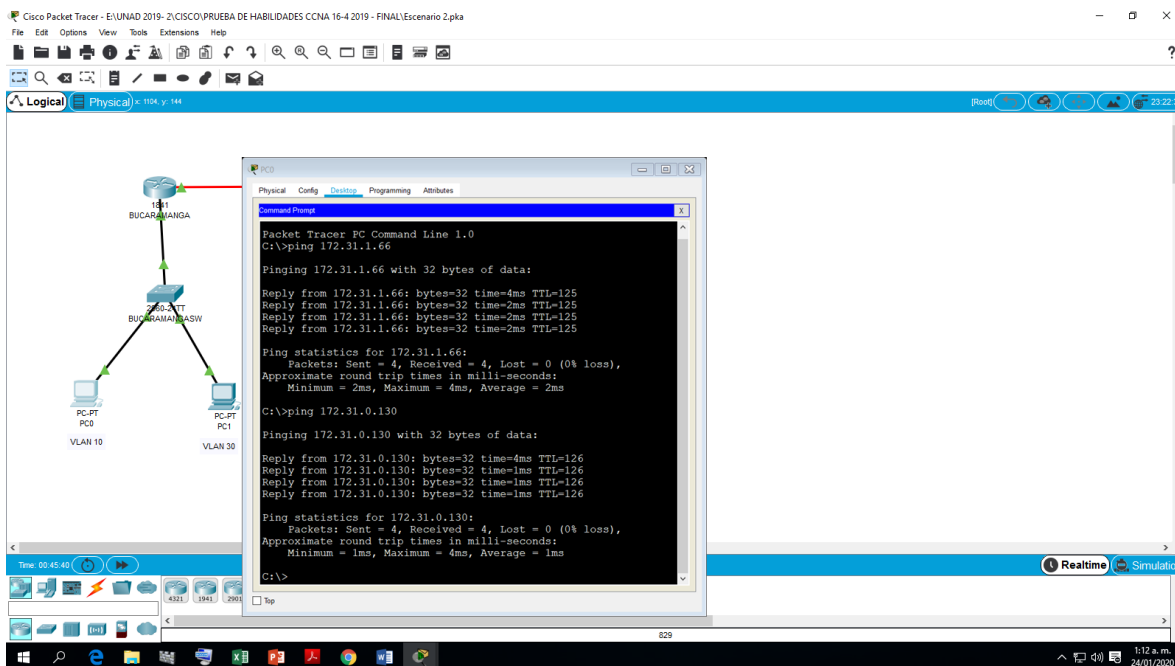 Cisco Packet Tracer - E:\UNAD 2019- 2\CISCO\PRUEBA DE HABILIDADES CCNA 16-4 2019 - FINAL\Escenario 2.pka
File Edit Options View Tools Extensions Help
Logical Physical x: 1104, y: 144 [Root] 23:22:
PC0
Physical Config Desktop Programming Attributes
Command Prompt X
Packet Tracer PC Command Line 1.0
C:\>ping 172.31.1.66
Pinging 172.31.1.66 with 32 bytes of data:
Reply from 172.31.1.66: bytes=32 time=4ms TTL=125
Reply from 172.31.1.66: bytes=32 time=2ms TTL=125
Reply from 172.31.1.66: bytes=32 time=2ms TTL=125
Reply from 172.31.1.66: bytes=32 time=2ms TTL=125
Ping statistics for 172.31.1.66:
Packets: Sent = 4, Received = 4, Lost = 0 (0% loss),
Approximate round trip times in milli-seconds:
Minimum = 2ms, Maximum = 4ms, Average = 2ms
C:\>ping 172.31.0.130
Pinging 172.31.0.130 with 32 bytes of data:
Reply from 172.31.0.130: bytes=32 time=4ms TTL=126
Reply from 172.31.0.130: bytes=32 time=1ms TTL=126
Reply from 172.31.0.130: bytes=32 time=1ms TTL=126
Reply from 172.31.0.130: bytes=32 time=1ms TTL=126
Ping statistics for 172.31.0.130:
Packets: Sent = 4, Received = 4, Lost = 0 (0% loss),
Approximate round trip times in milli-seconds:
Minimum = 1ms, Maximum = 4ms, Average = 1ms
C:\>
Top
1841
BUCARAMANGA
BUCARAMANGASW
PC-PT
PC0
VLAN 10
PC-PT
PC1
VLAN 30
Time: 00:45:40
Realtime Simulatio
4321 1941 2901
829
1:12 a. m.
24/01/2020